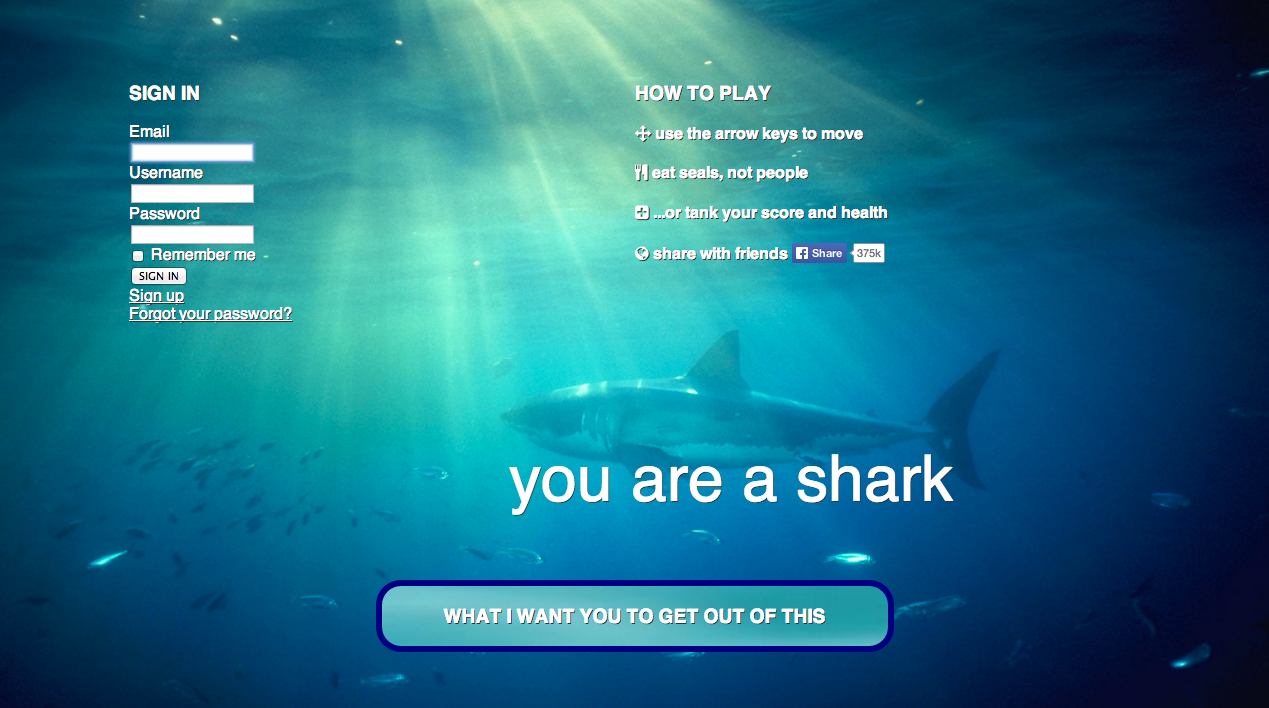 SIGN IN
Email
Username
Password
Remember me
SIGN IN
Sign up
Forgot your password?
HOW TO PLAY
use the arrow keys to move
eat seals, not people
...or tank your score and health
share with friends Share 375k
you are a shark
WHAT I WANT YOU TO GET OUT OF THIS